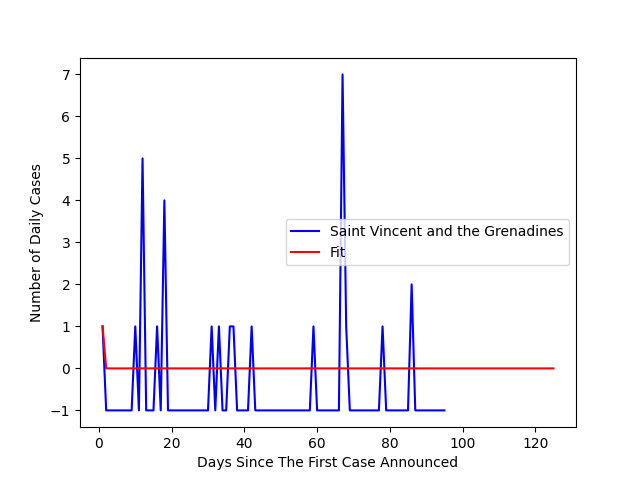 7
6
5
4
3
2
1
0
−1
Number of Daily Cases
Saint Vincent and the Grenadines
Fit
0 20 40 60 80 100 120
Days Since The First Case Announced